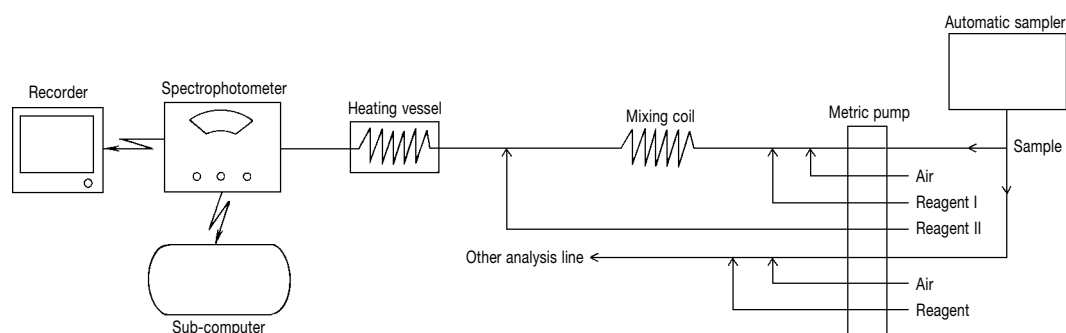 Automatic sampler
Spectrophotometer
Recorder
Heating vessel
Mixing coil
Metric pump
Sample
Air
Reagent I
Reagent II
Other analysis line
Air
Reagent
Sub-computer